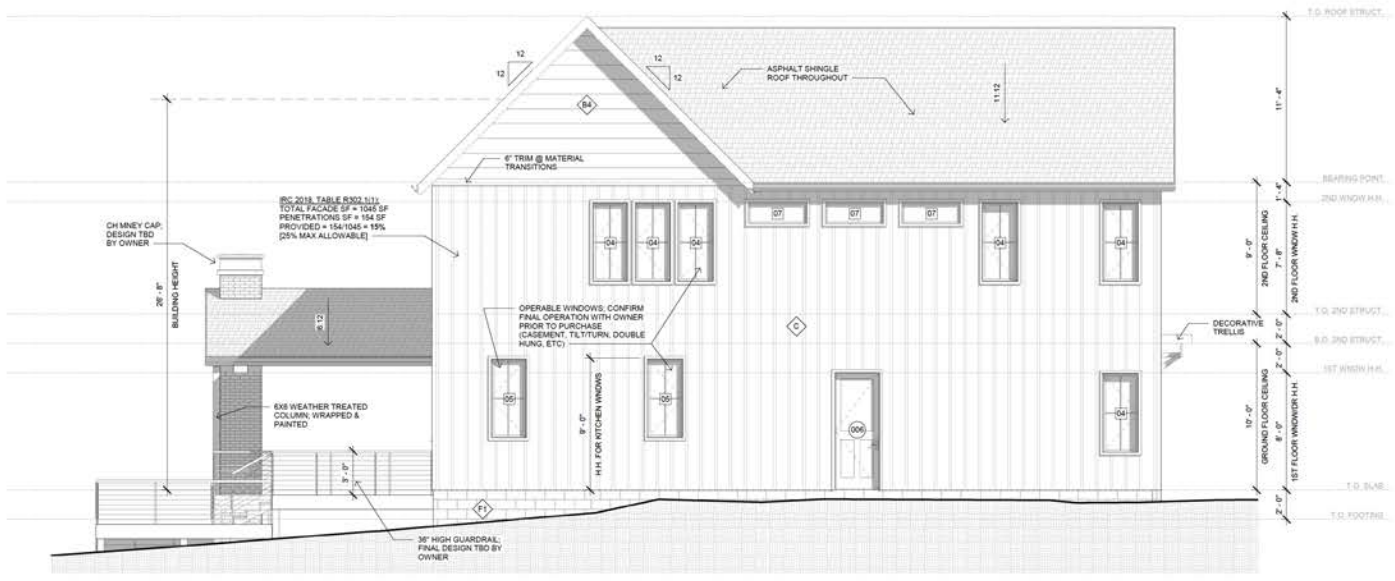 T.O. ROOF STRUCT.
12
12
12
12
ASPHALT SHINGLE
ROOF THROUGHOUT
11:12
11' - 4"
B4
6" TRIM @ MATERIAL
TRANSITIONS
BEARING POINT
1' - 4"
2ND WNDW H.H.
IRC 2018, TABLE R302.1(1):
TOTAL FACADE SF = 1045 SF
PENETRATIONS SF = 154 SF
PROVIDED = 154/1045 = 15%
[25% MAX ALLOWABLE]
CH MNEY CAP;
DESIGN TBD
BY OWNER
07
07
07
04
04
04
04
04
9' - 0"
2ND FLOOR CEILING
7' - 8"
2ND FLOOR WNDW H.H.
26' - 8"
BUILDING HEIGHT
6:12
OPERABLE WINDOWS; CONFIRM
FINAL OPERATION WITH OWNER
PRIOR TO PURCHASE
(CASEMENT, TILT/TURN, DOUBLE
HUNG, ETC)
C
T.O. 2ND STRUCT.
2' - 0"
DECORATIVE
TRELLIS
B.O. 2ND STRUCT.
2' - 0"
1ST WNDW H.H.
05
05
04
006
6X6 WEATHER TREATED
COLUMN; WRAPPED &
PAINTED
9' - 0"
H.H. FOR KITCHEN WNDOWS
10' - 0"
GROUND FLOOR CEILING
8' - 0"
1ST FLOOR WNDW/DR H.H.
3' - 0"
T.O. SLAB
F1
2' - 0"
T.O. FOOTING
36" HIGH GUARDRAIL;
FINAL DESIGN TBD BY
OWNER